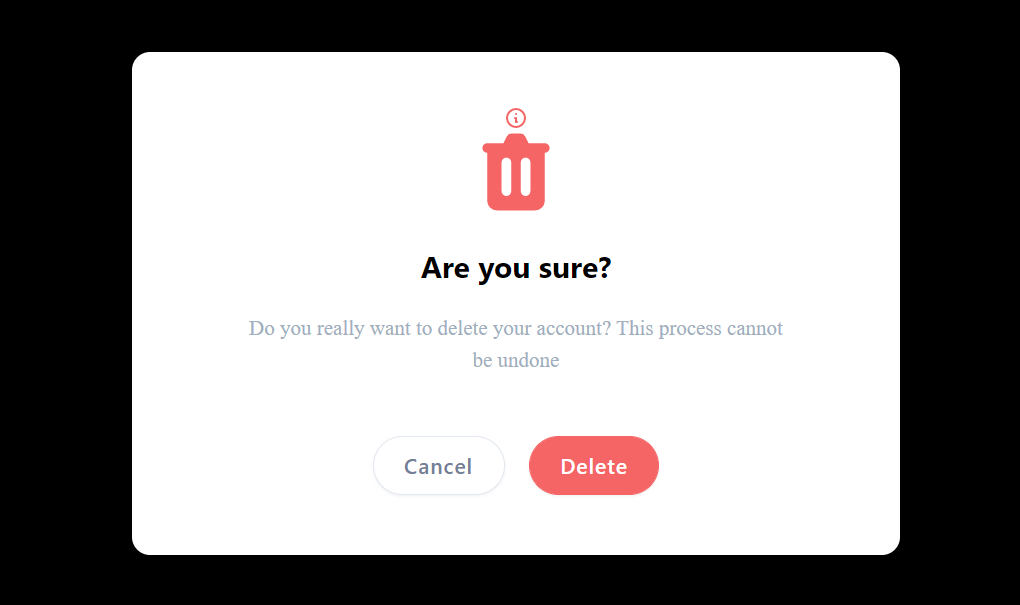 Are you sure?
Do you really want to delete your account? This process cannot
be undone
Cancel
Delete